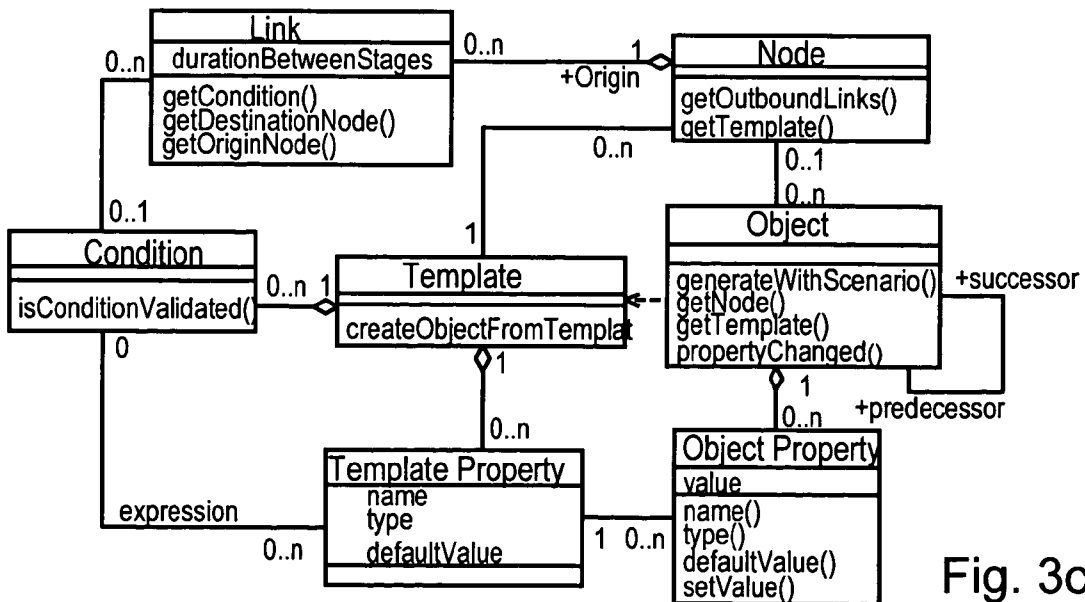 Link
durationBetweenStages
getCondition()
getDestinationNode()
getOriginNode()
0..n
0..n
1
+Origin
Node
getOutboundLinks()
getTemplate()
0..n
0..1
0..n
0..1
1
Condition
isConditionValidated()
0..n
1
0
Template
createObjectFromTemplat
1
0..n
Object
generateWithScenario()
getNode()
getTemplate()
propertyChanged()
+successor
+predecessor
1
0..n
expression
0..n
Template Property
name
type
defaultValue
1
0..n
Object Property
value
name()
type()
defaultValue()
setValue()
Fig. 3c